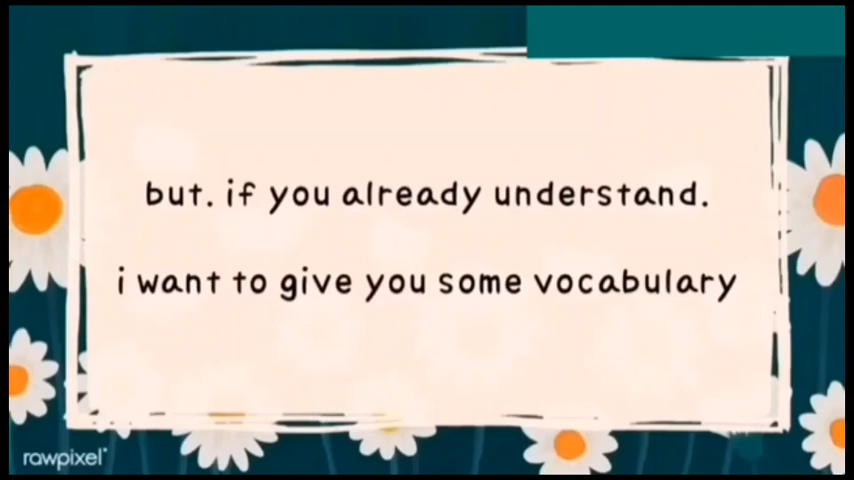 but. if you already understand.
i want to give you some vocabulary
rawpixel